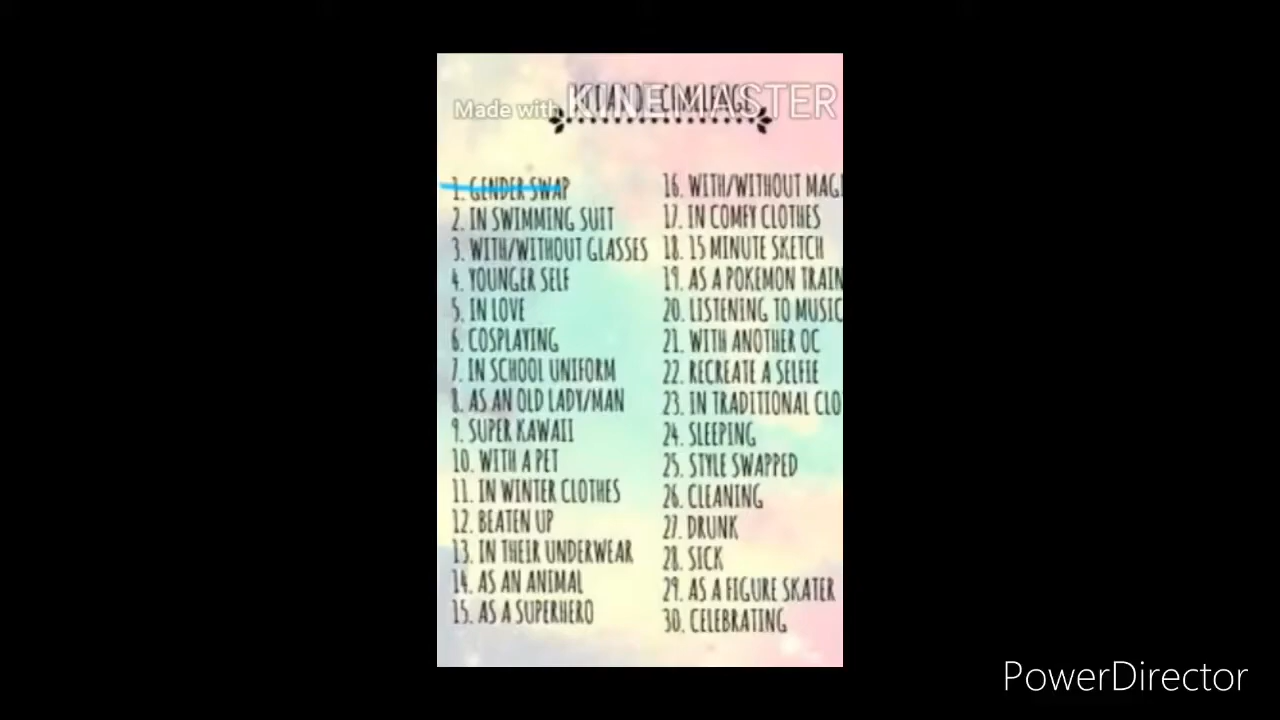 Made with KINEMASTER
CHALLENGE
1. GENDER SWAP
2. IN SWIMMING SUIT
3. WITH/WITHOUT GLASSES
4. YOUNGER SELF
5. IN LOVE
6. COSPLAYING
7. IN SCHOOL UNIFORM
8. AS AN OLD LADY/MAN
9. SUPER KAWAII
10. WITH A PET
11. IN WINTER CLOTHES
12. BEATEN UP
13. IN THEIR UNDERWEAR
14. AS AN ANIMAL
15. AS A SUPERHERO
16. WITH/WITHOUT
17. IN COMFY CLOTHES
18. 15 MINUTE SKETCH
19. AS A POKEMON TRAIN
20. LISTENING TO MUSIC
21. WITH ANOTHER OC
22. RECREATE A SELFIE
23. IN TRADITIONAL CLO
24. SLEEPING
25. STYLE SWAPPED
26. CLEANING
27. DRUNK
28. SICK
29. AS A FIGURE SKATER
30. CELEBRATING
PowerDirector